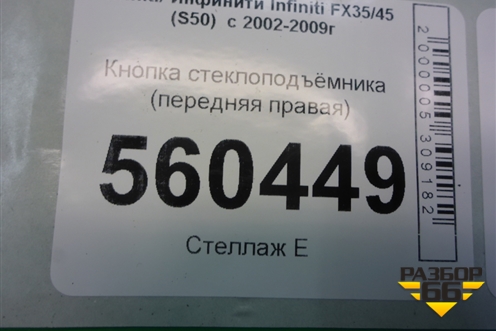 Инфинити Infiniti FX35/45
(S50) с 2002-2009г
Кнопка стеклоподъёмника
(передняя правая)
560449
Стеллаж Е
2000005309182
РАЗБОР
66